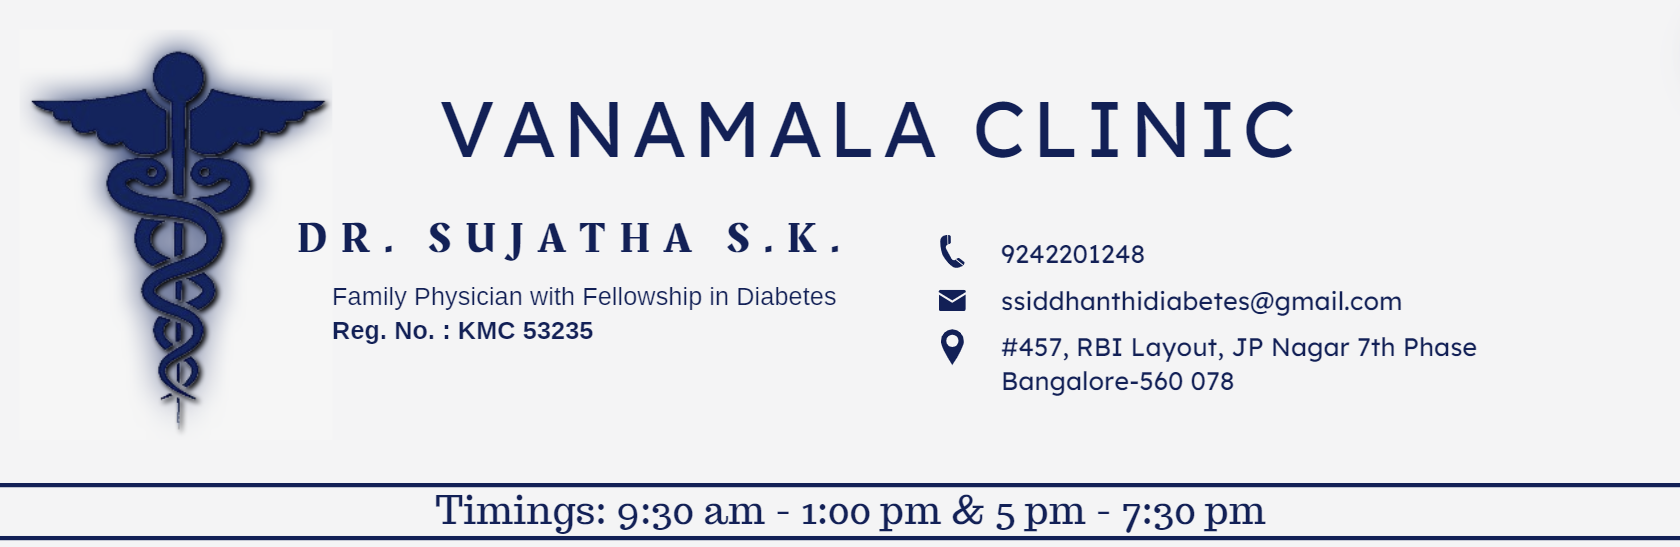 VANAMALA CLINIC
DR. SUJATHA S.K.
Family Physician with Fellowship in Diabetes
Reg. No. : KMC 53235
9242201248
ssiddhanthidiabetes@gmail.com
#457, RBI Layout, JP Nagar 7th Phase
Bangalore-560 078
Timings: 9:30 am - 1:00 pm & 5 pm - 7:30 pm